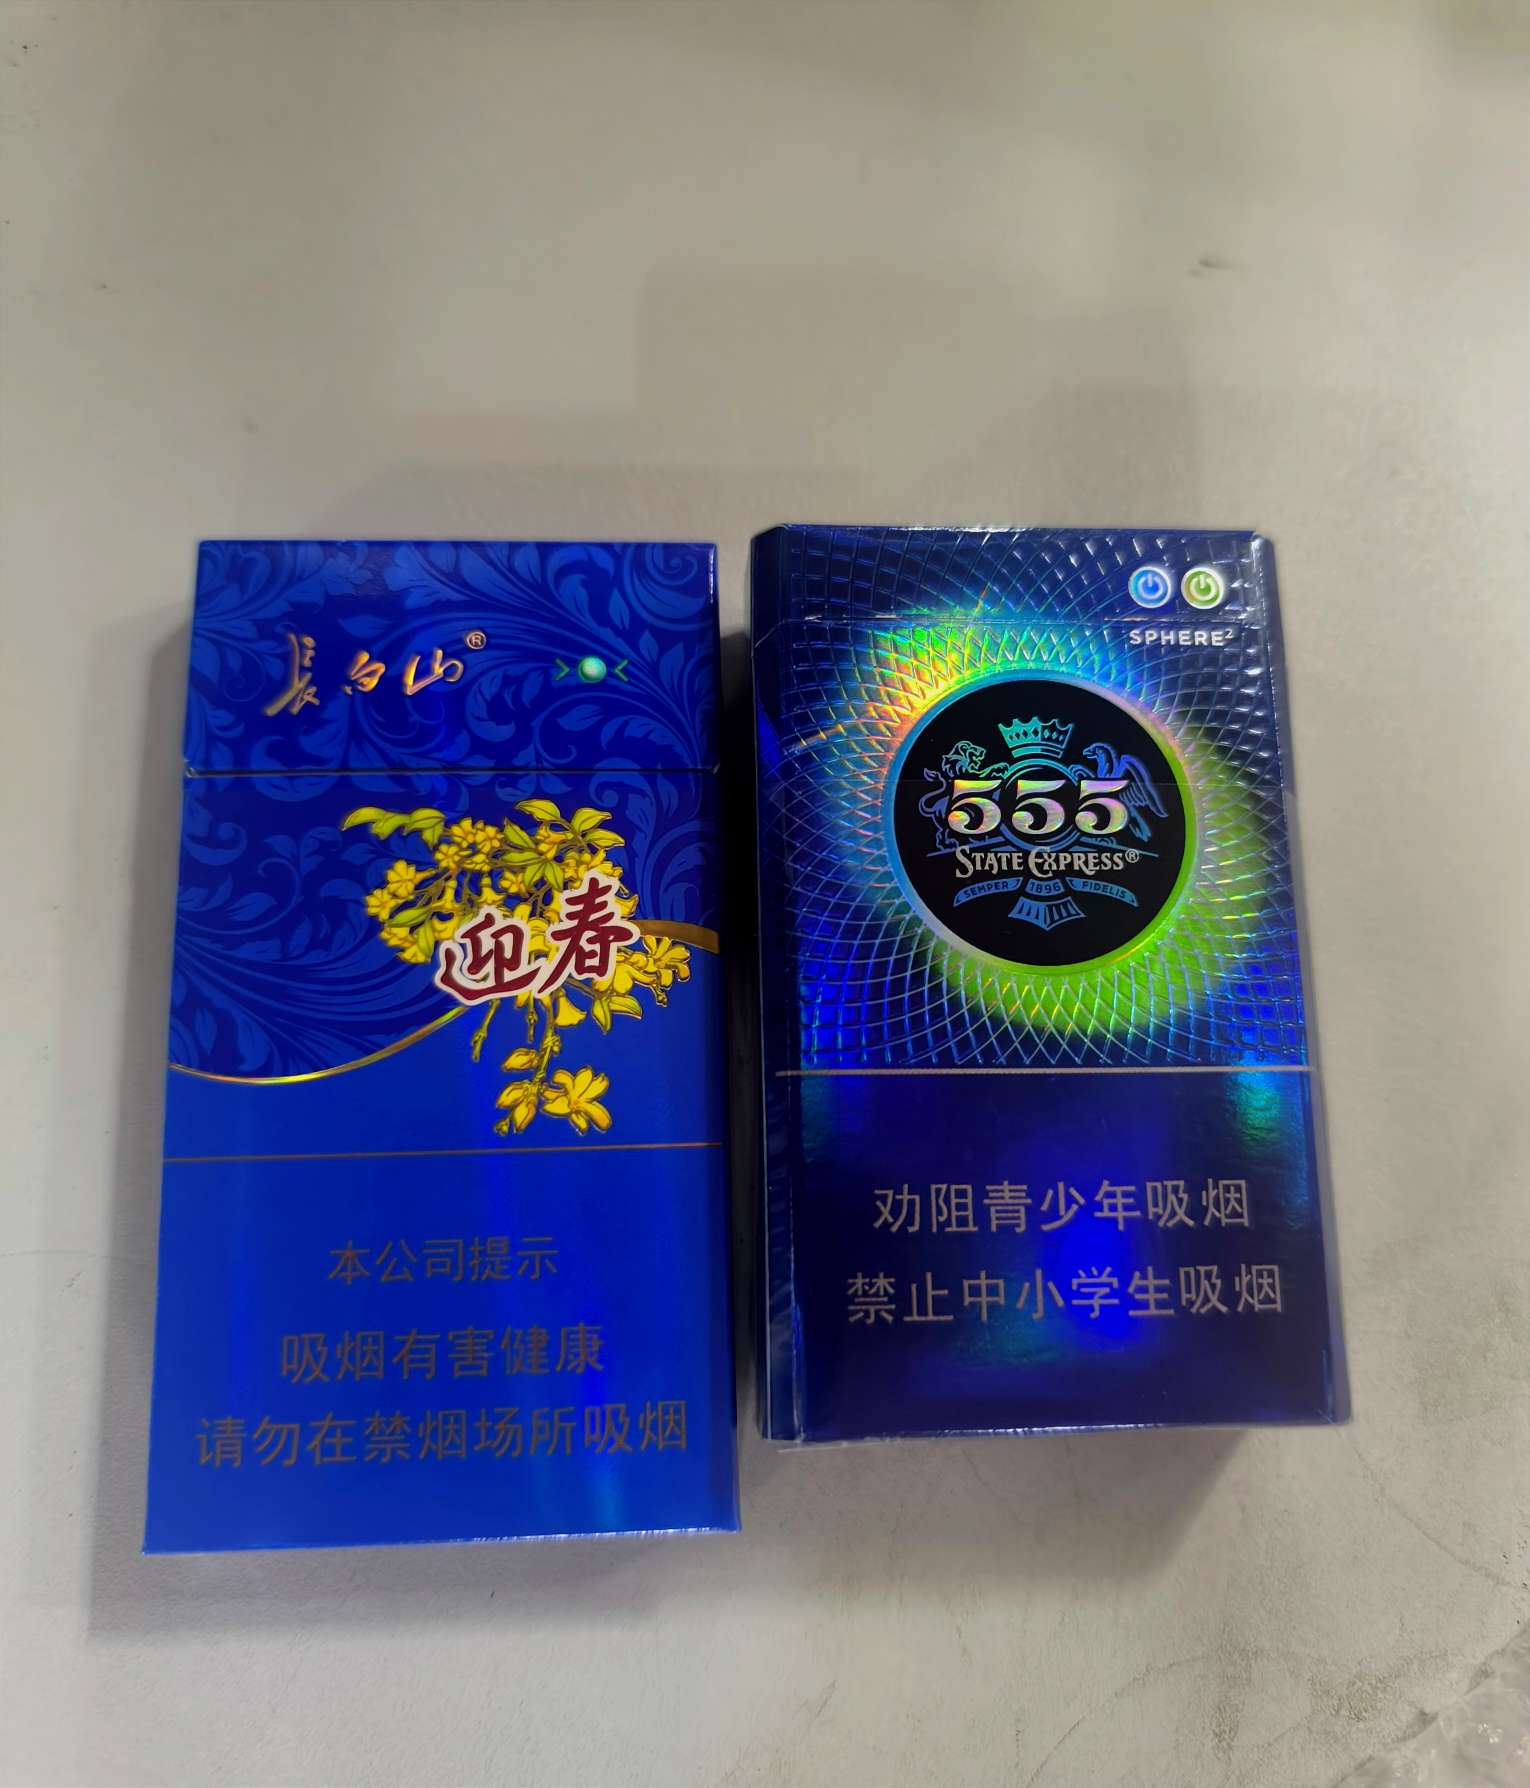 長白山®
迎春
本公司提示
吸烟有害健康
请勿在禁烟场所吸烟
SPHERE²
555
STATE EXPRESS®
SEMPER 1896 FIDELIS
劝阻青少年吸烟
禁止中小学生吸烟